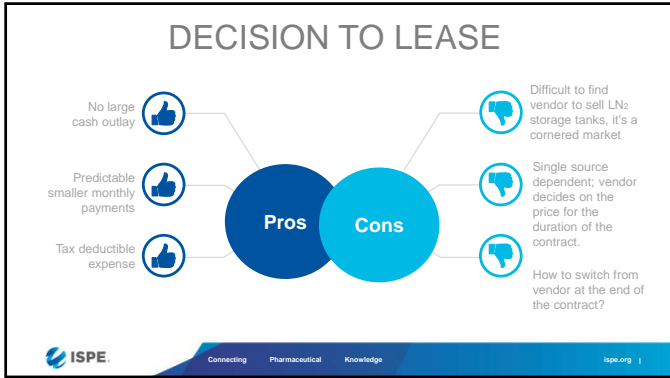 DECISION TO LEASE
No large
cash outlay
Predictable
smaller monthly
payments
Tax deductible
expense
Pros
Cons
Difficult to find
vendor to sell LN₂
storage tanks, it's a
cornered market
Single source
dependent; vendor
decides on the
price for the
duration of the
contract.
How to switch from
vendor at the end of
the contract?
ISPE.
Connecting Pharmaceutical Knowledge
ispe.org |